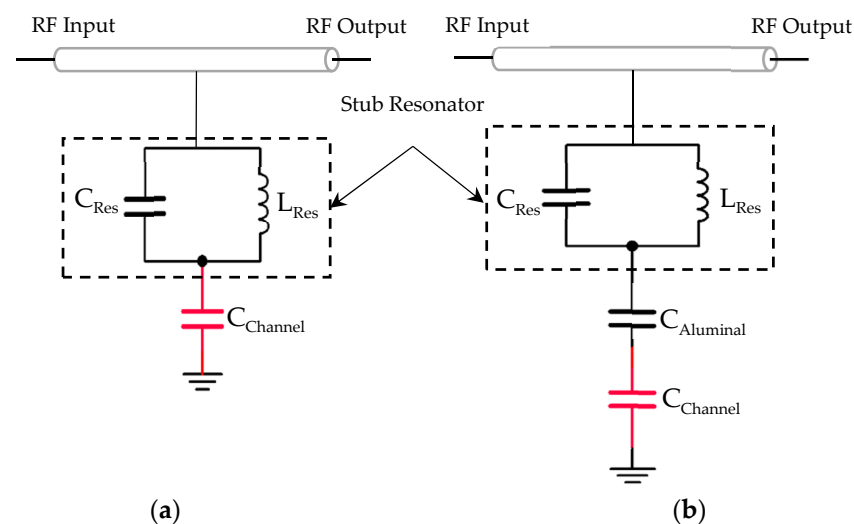 RF Input
RF Output
RF Input
RF Output
Stub Resonator
C_Res
L_Res
C_Res
L_Res
C_Channel
C_Aluminal
C_Channel
(a)
(b)